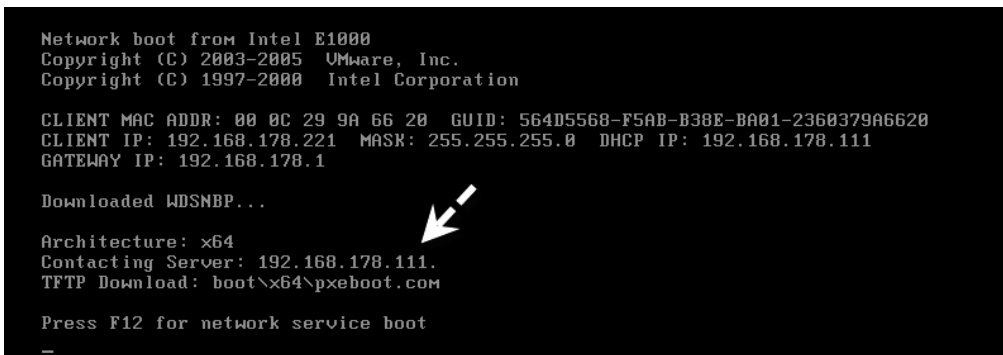 Network boot from Intel E1000
Copyright (C) 2003-2005  VMware, Inc.
Copyright (C) 1997-2000  Intel Corporation
CLIENT MAC ADDR: 00 0C 29 9A 66 20  GUID: 564D5568-F5AB-B38E-BA01-2360379A6620
CLIENT IP: 192.168.178.221  MASK: 255.255.255.0  DHCP IP: 192.168.178.111
GATEWAY IP: 192.168.178.1
Downloaded WDSNBP...
Architecture: x64
Contacting Server: 192.168.178.111.
TFTP Download: boot\x64\pxeboot.com
Press F12 for network service boot